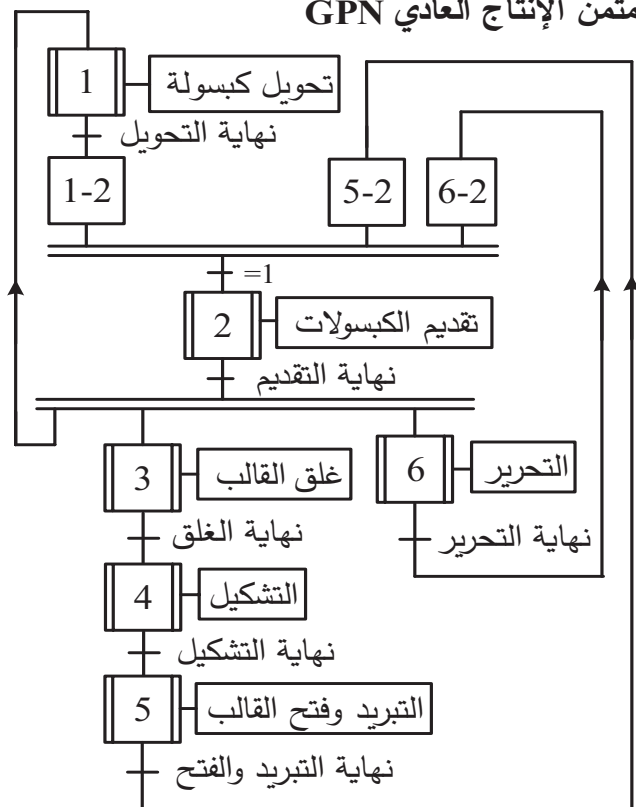 متمن الإنتاج العادي GPN
1 تحويل كبسولة
نهاية التحويل
1-2 5-2 6-2
=1
2 تقديم الكبسولات
نهاية التقديم
3 غلق القالب 6 التحرير
نهاية الغلق نهاية التحرير
4 التشكيل
نهاية التشكيل
5 التبريد وفتح القالب
نهاية التبريد والفتح